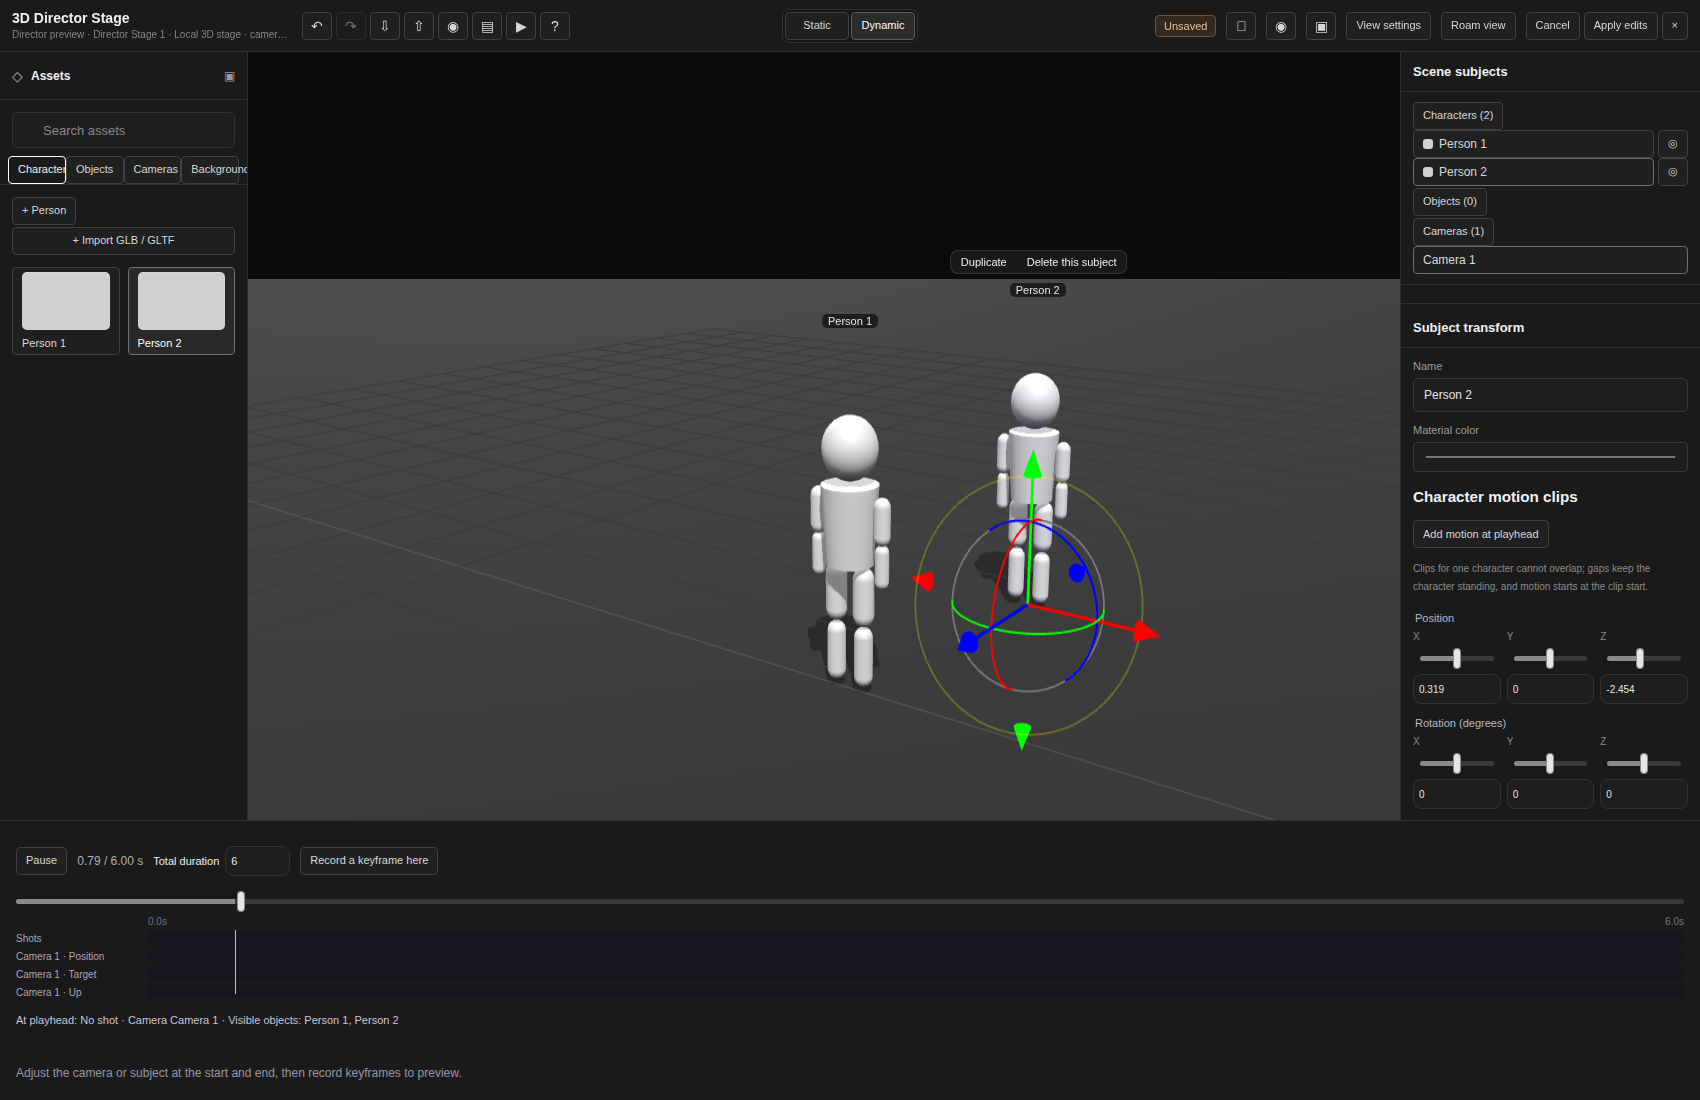 3D Director Stage
Director preview · Director Stage 1 · Local 3D stage · camer…
?
Static
Dynamic
Unsaved
View settings
Roam view
Cancel
Apply edits
×
Assets
Search assets
Character
Objects
Cameras
Background
+ Person
+ Import GLB / GLTF
Person 1
Person 2
Duplicate
Delete this subject
Person 2
Person 1
Scene subjects
Characters (2)
Person 1
Person 2
Objects (0)
Cameras (1)
Camera 1
Subject transform
Name
Person 2
Material color
Character motion clips
Add motion at playhead
Clips for one character cannot overlap; gaps keep the
character standing, and motion starts at the clip start.
Position
X
Y
Z
0.319
0
-2.454
Rotation (degrees)
X
Y
Z
0
0
0
Pause
0.79 / 6.00 s
Total duration
6
Record a keyframe here
0.0s
6.0s
Shots
Camera 1 · Position
Camera 1 · Target
Camera 1 · Up
At playhead: No shot · Camera Camera 1 · Visible objects: Person 1, Person 2
Adjust the camera or subject at the start and end, then record keyframes to preview.